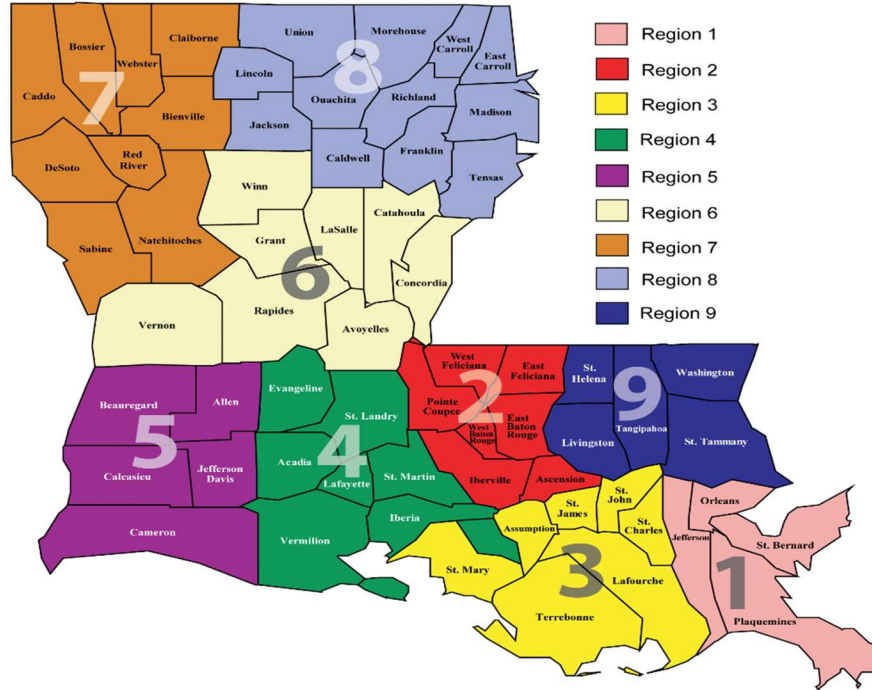 Union
Morehouse
West
Carroll
East
Carroll
Claiborne
Bossier
Webster
Caddo
7
Bienville
Lincoln
8
Ouachita
Richland
Madison
Jackson
Caldwell
Franklin
Tensas
DeSoto
Red
River
Sabine
Natchitoches
Winn
Grant
LaSalle
Catahoula
6
Concordia
Vernon
Rapides
Avoyelles
Beauregard
Allen
5
Calcasieu
Jefferson
Davis
Cameron
Evangeline
St. Landry
4
Acadia
Lafayette
St. Martin
Iberia
Vermilion
West
Feliciana
East
Feliciana
2
Pointe
Coupec
West
Baton
Rouge
East
Baton
Rouge
Iberville
Ascension
St.
Helena
9
Washington
Tangipahoa
Livingston
St. Tammany
St.
James
St.
John
St.
Charles
Assumption
St. Mary
3
Lafourche
Terrebonne
Orleans
Jefferson
St. Bernard
1
Plaquemines
Region 1
Region 2
Region 3
Region 4
Region 5
Region 6
Region 7
Region 8
Region 9